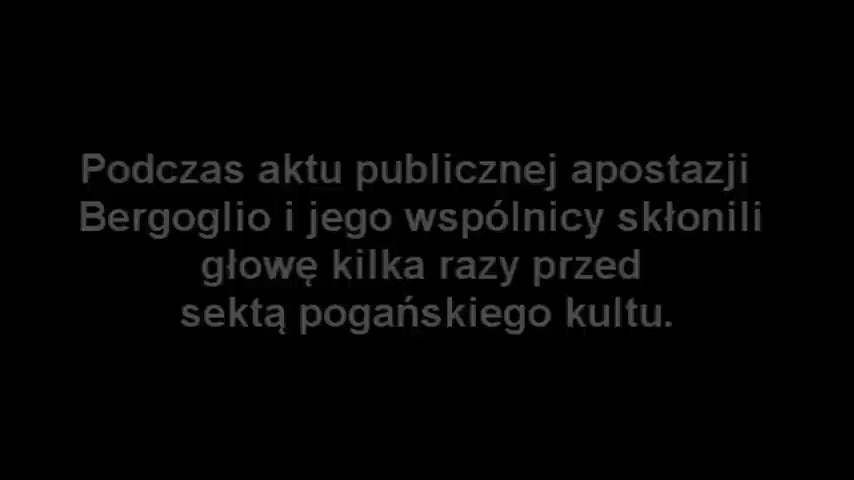 Podczas aktu publicznej apostazji
Bergoglio i jego wspólnicy skłonili
głowę kilka razy przed
sektą pogańskiego kultu.